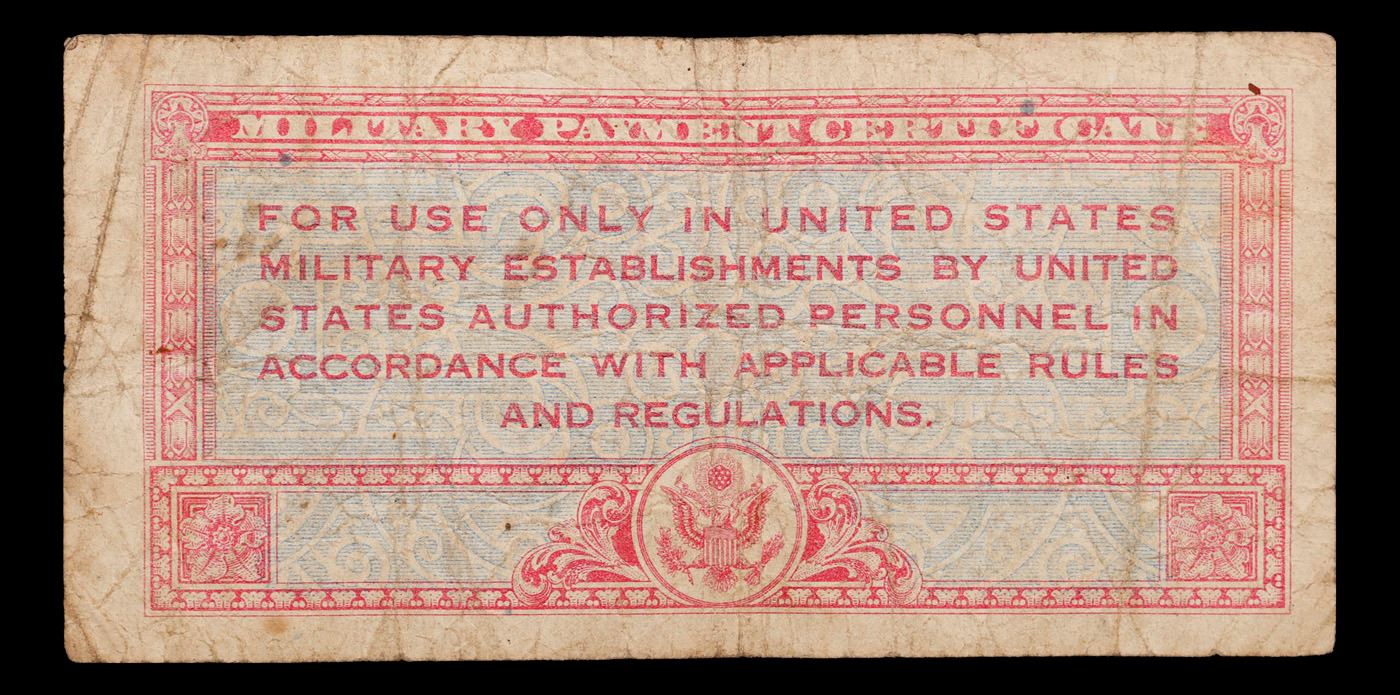 MILITARY PAYMENT CERTIFICATE
FOR USE ONLY IN UNITED STATES
MILITARY ESTABLISHMENTS BY UNITED
STATES AUTHORIZED PERSONNEL IN
ACCORDANCE WITH APPLICABLE RULES
AND REGULATIONS.